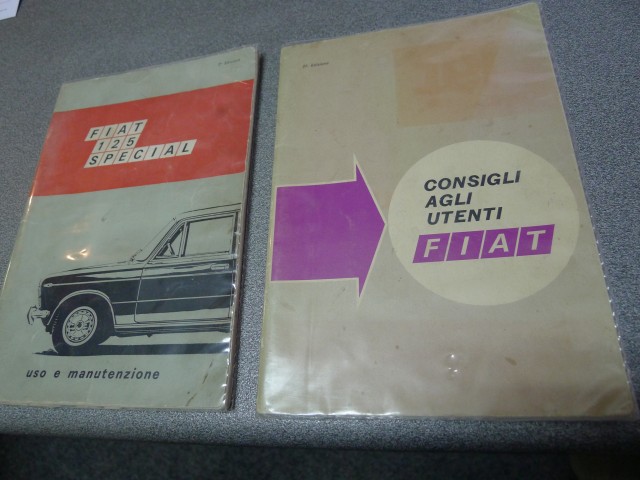 FIAT
125
SPECIAL
uso e manutenzione
CONSIGLI
AGLI
UTENTI
FIAT